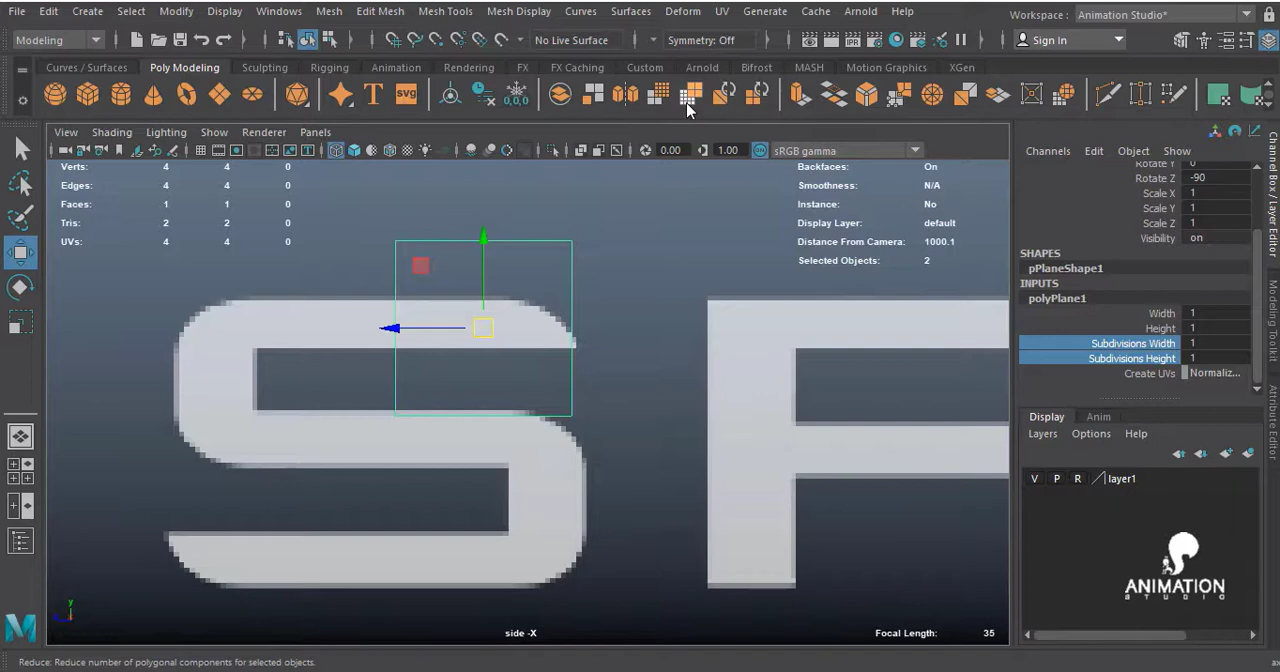 File Edit Create Select Modify Display Windows Mesh Edit Mesh Mesh Tools Mesh Display Curves Surfaces Deform UV Generate Cache Arnold Help
Workspace : Animation Studio*
Modeling No Live Surface Symmetry: Off Sign In
Curves / Surfaces Poly Modeling Sculpting Rigging Animation Rendering FX FX Caching Custom Arnold Bifrost MASH Motion Graphics XGen
T SVG 0,0,0
View Shading Lighting Show Renderer Panels
0.00 1.00 ON sRGB gamma
Verts: 4 4 0
Edges: 4 4 0
Faces: 1 1 0
Tris: 2 2 0
UVs: 4 4 0
Backfaces: On
Smoothness: N/A
Instance: No
Display Layer: default
Distance From Camera: 1000.1
Selected Objects: 2
y
side -X
Focal Length: 35
Channels Edit Object Show
Rotate Y 0
Rotate Z -90
Scale X 1
Scale Y 1
Scale Z 1
Visibility on
SHAPES
pPlaneShape1
INPUTS
polyPlane1
Width 1
Height 1
Subdivisions Width 1
Subdivisions Height 1
Create UVs Normaliz...
Display Anim
Layers Options Help
V P R layer1
ANIMATION
STUDIO
Channel Box / Layer Editor
Modeling Toolkit
Attribute Editor
Reduce: Reduce number of polygonal components for selected objects.